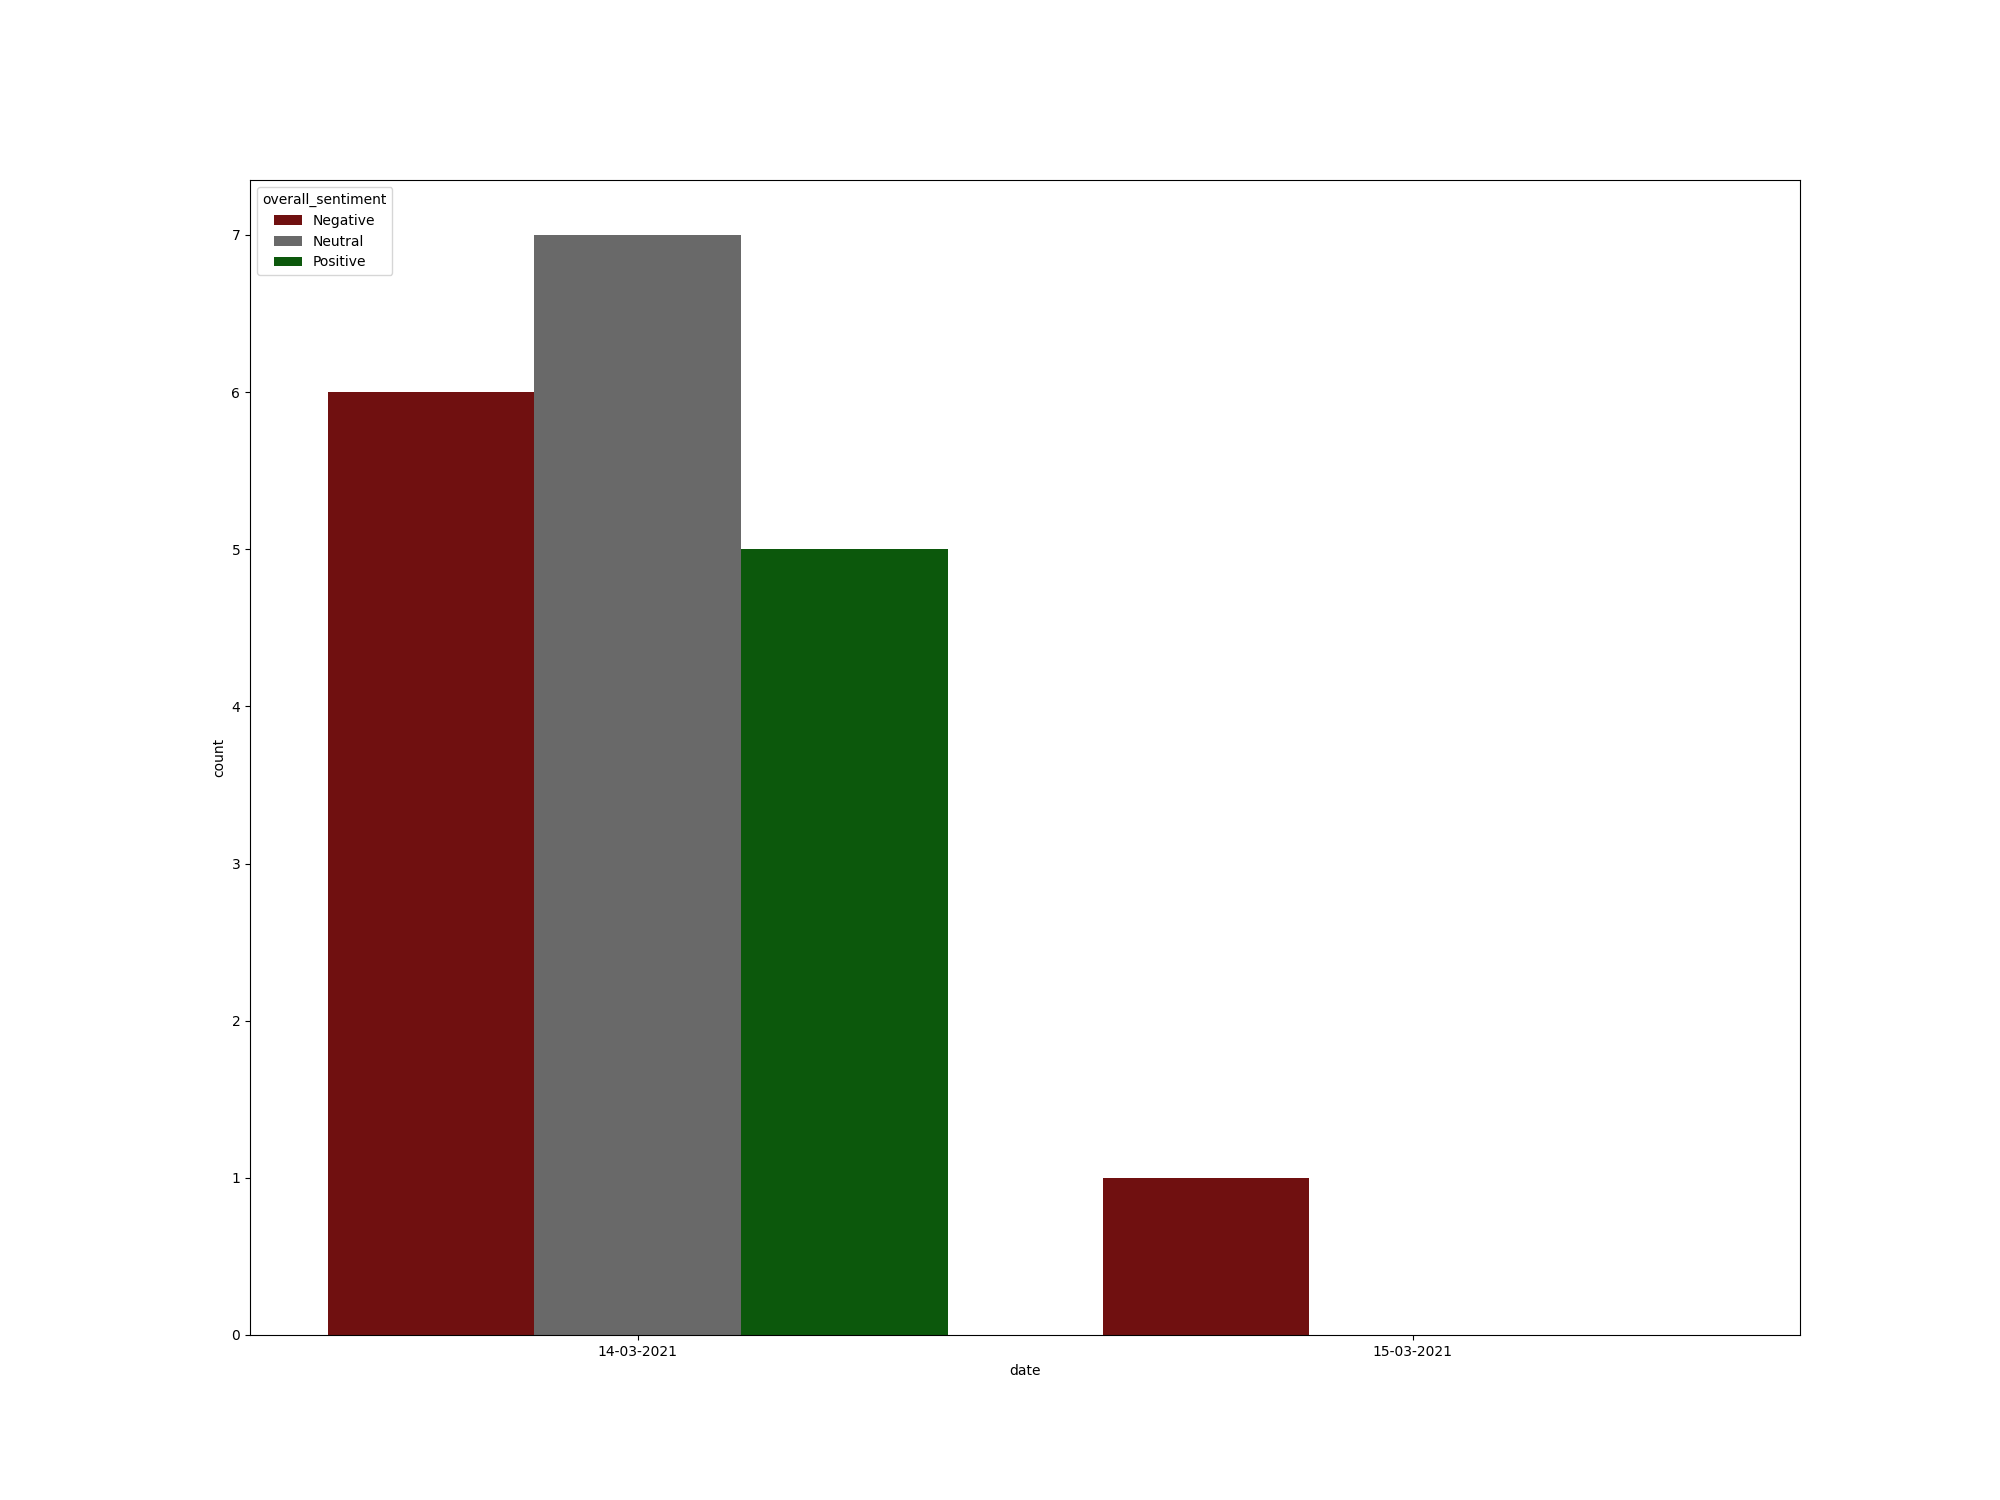 overall_sentiment
Negative
Neutral
Positive
7
6
5
4
3
2
1
0
count
14-03-2021
15-03-2021
date